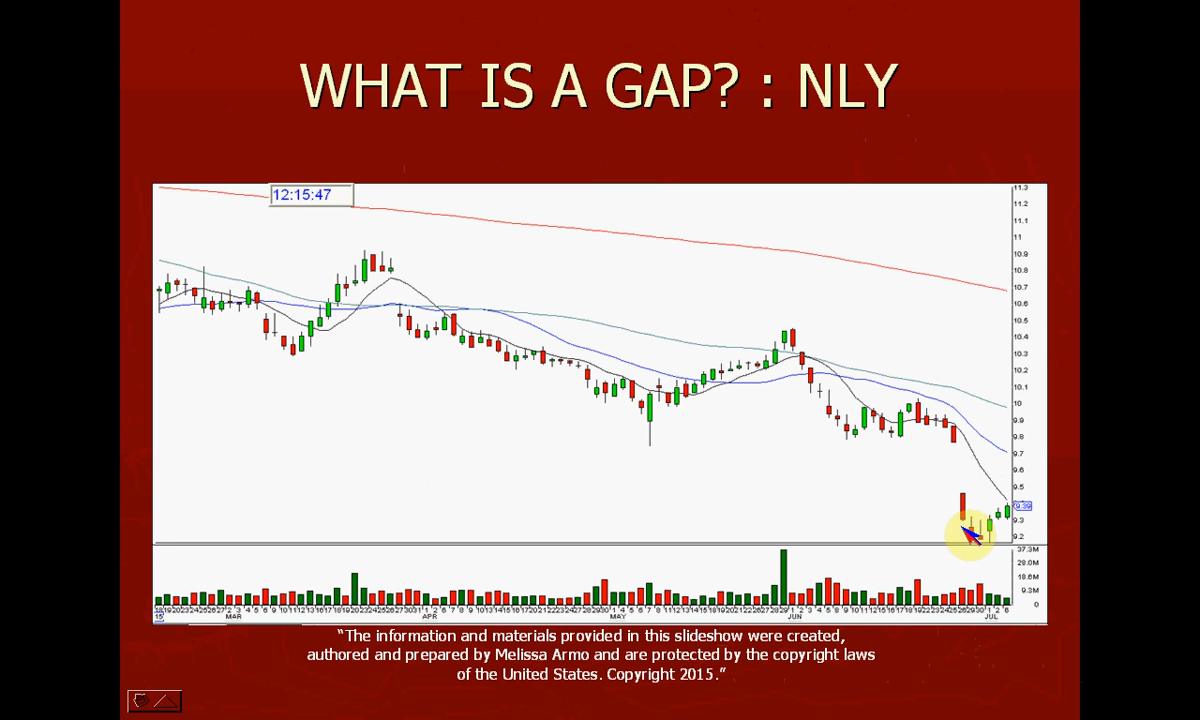 WHAT IS A GAP? : NLY
12:15:47
11.3
11.2
11.1
11
10.9
10.8
10.7
10.6
10.5
10.4
10.3
10.2
10.1
10
9.9
9.8
9.7
9.6
9.5
9.39
9.3
9.2
37.3M
28.0M
18.6M
9.3M
0
MAR APR MAY JUN JUL
"The information and materials provided in this slideshow were created,
authored and prepared by Melissa Armo and are protected by the copyright laws
of the United States. Copyright 2015."